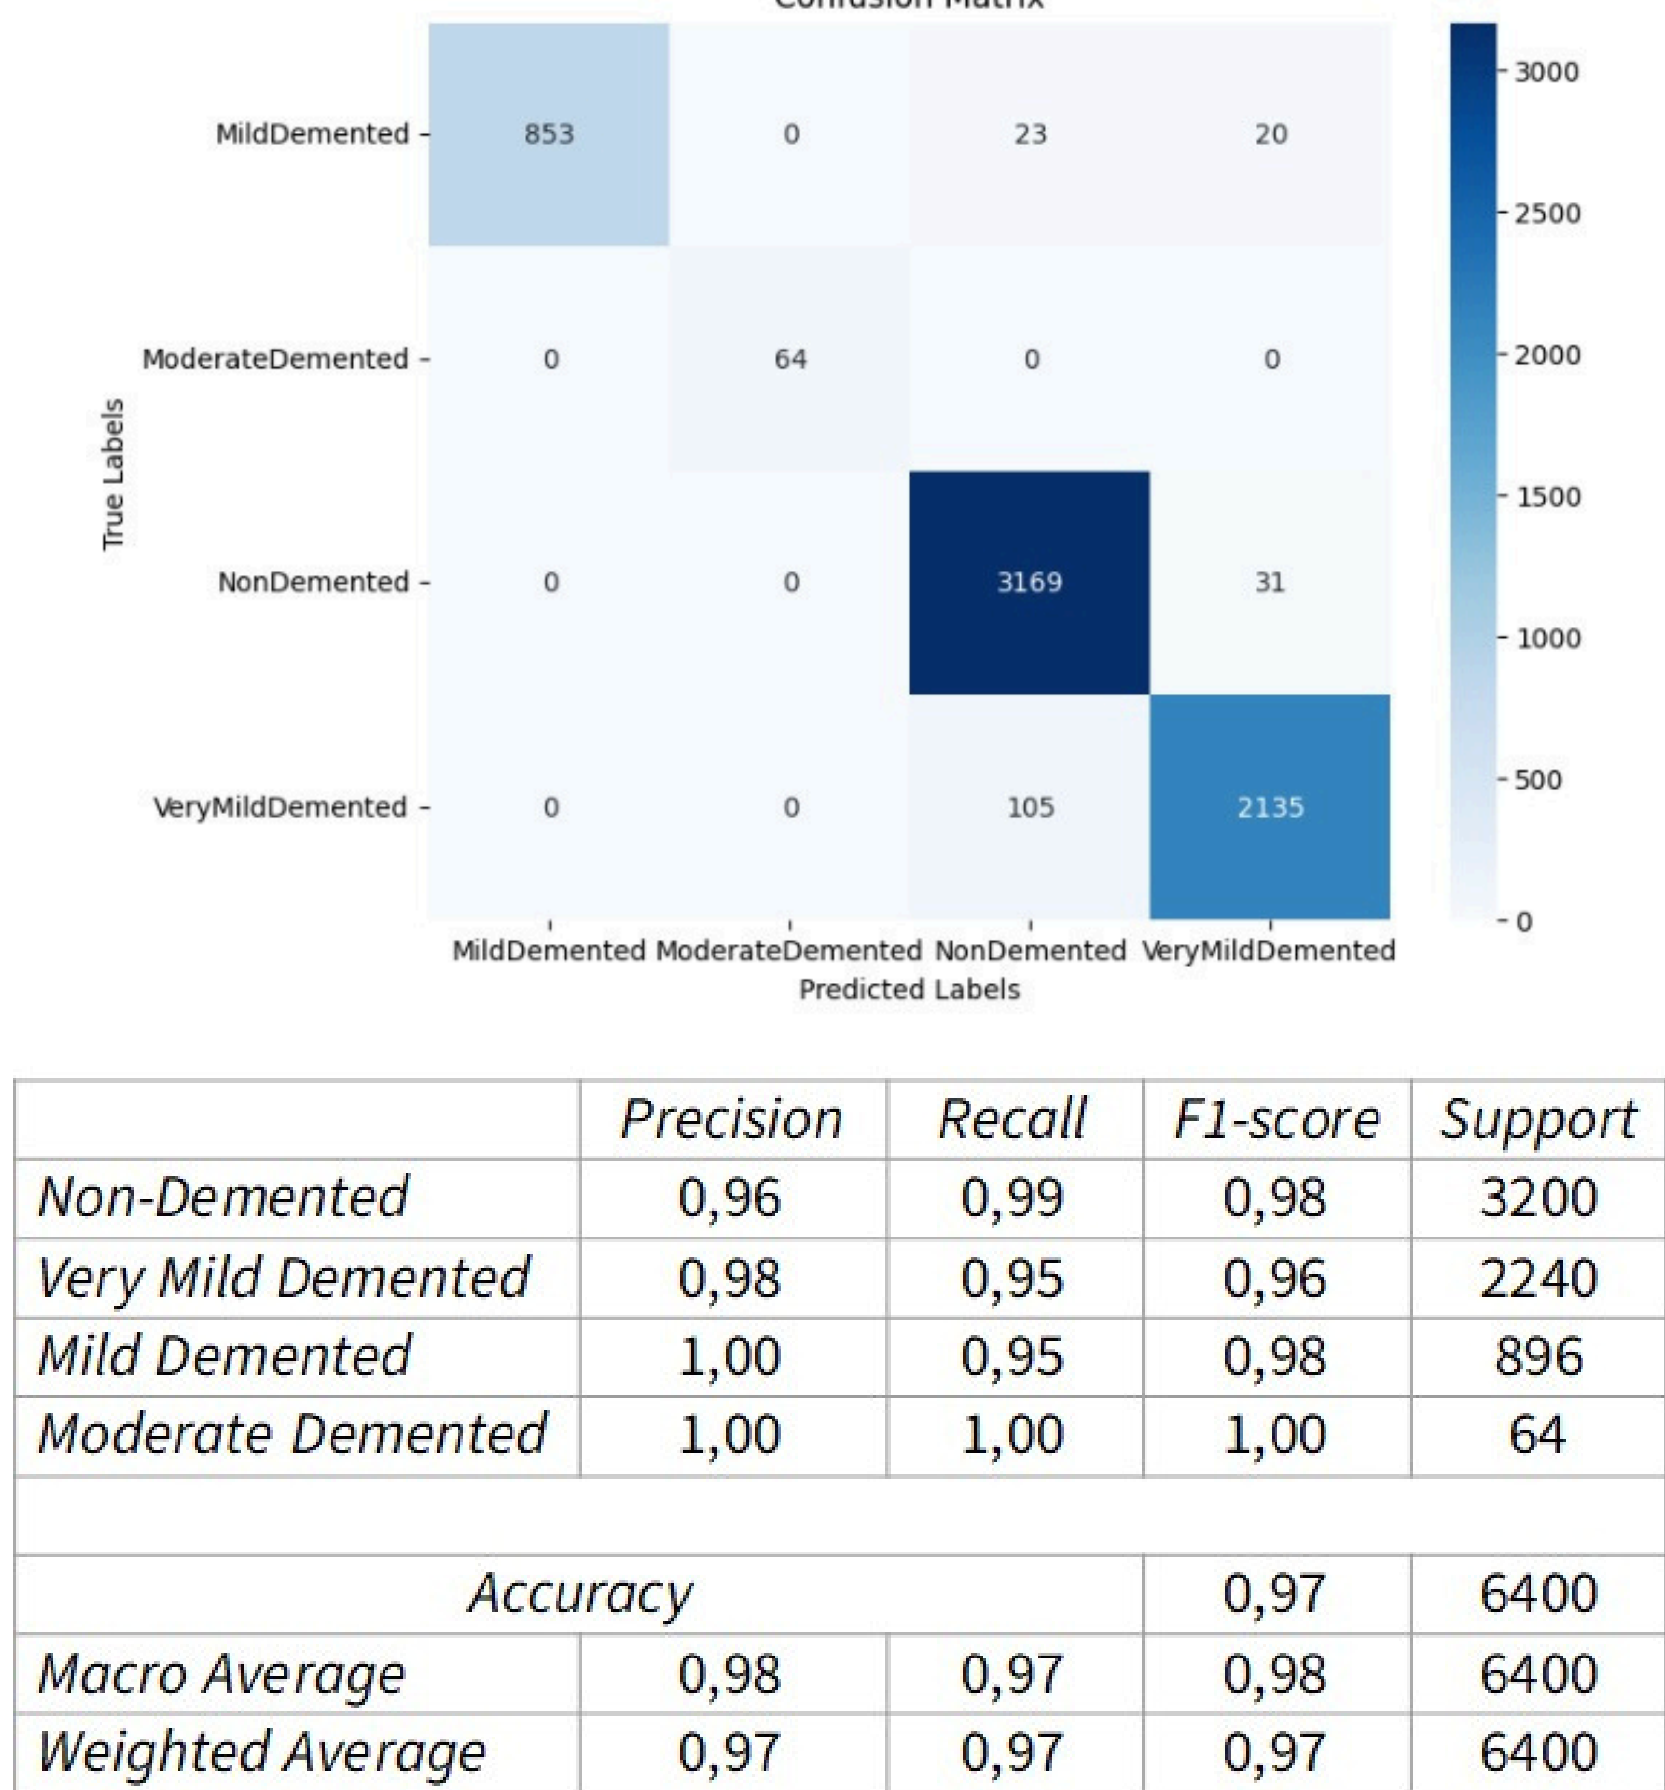 Confusion Matrix
3000
MildDemented 853 0 23 20
2500
ModerateDemented 0 64 0 0
2000
True Labels
1500
NonDemented 0 0 3169 31
1000
500
VeryMildDemented 0 0 105 2135
0
MildDemented ModerateDemented NonDemented VeryMildDemented
Predicted Labels
Precision Recall F1-score Support
Non-Demented 0,96 0,99 0,98 3200
Very Mild Demented 0,98 0,95 0,96 2240
Mild Demented 1,00 0,95 0,98 896
Moderate Demented 1,00 1,00 1,00 64
Accuracy 0,97 6400
Macro Average 0,98 0,97 0,98 6400
Weighted Average 0,97 0,97 0,97 6400